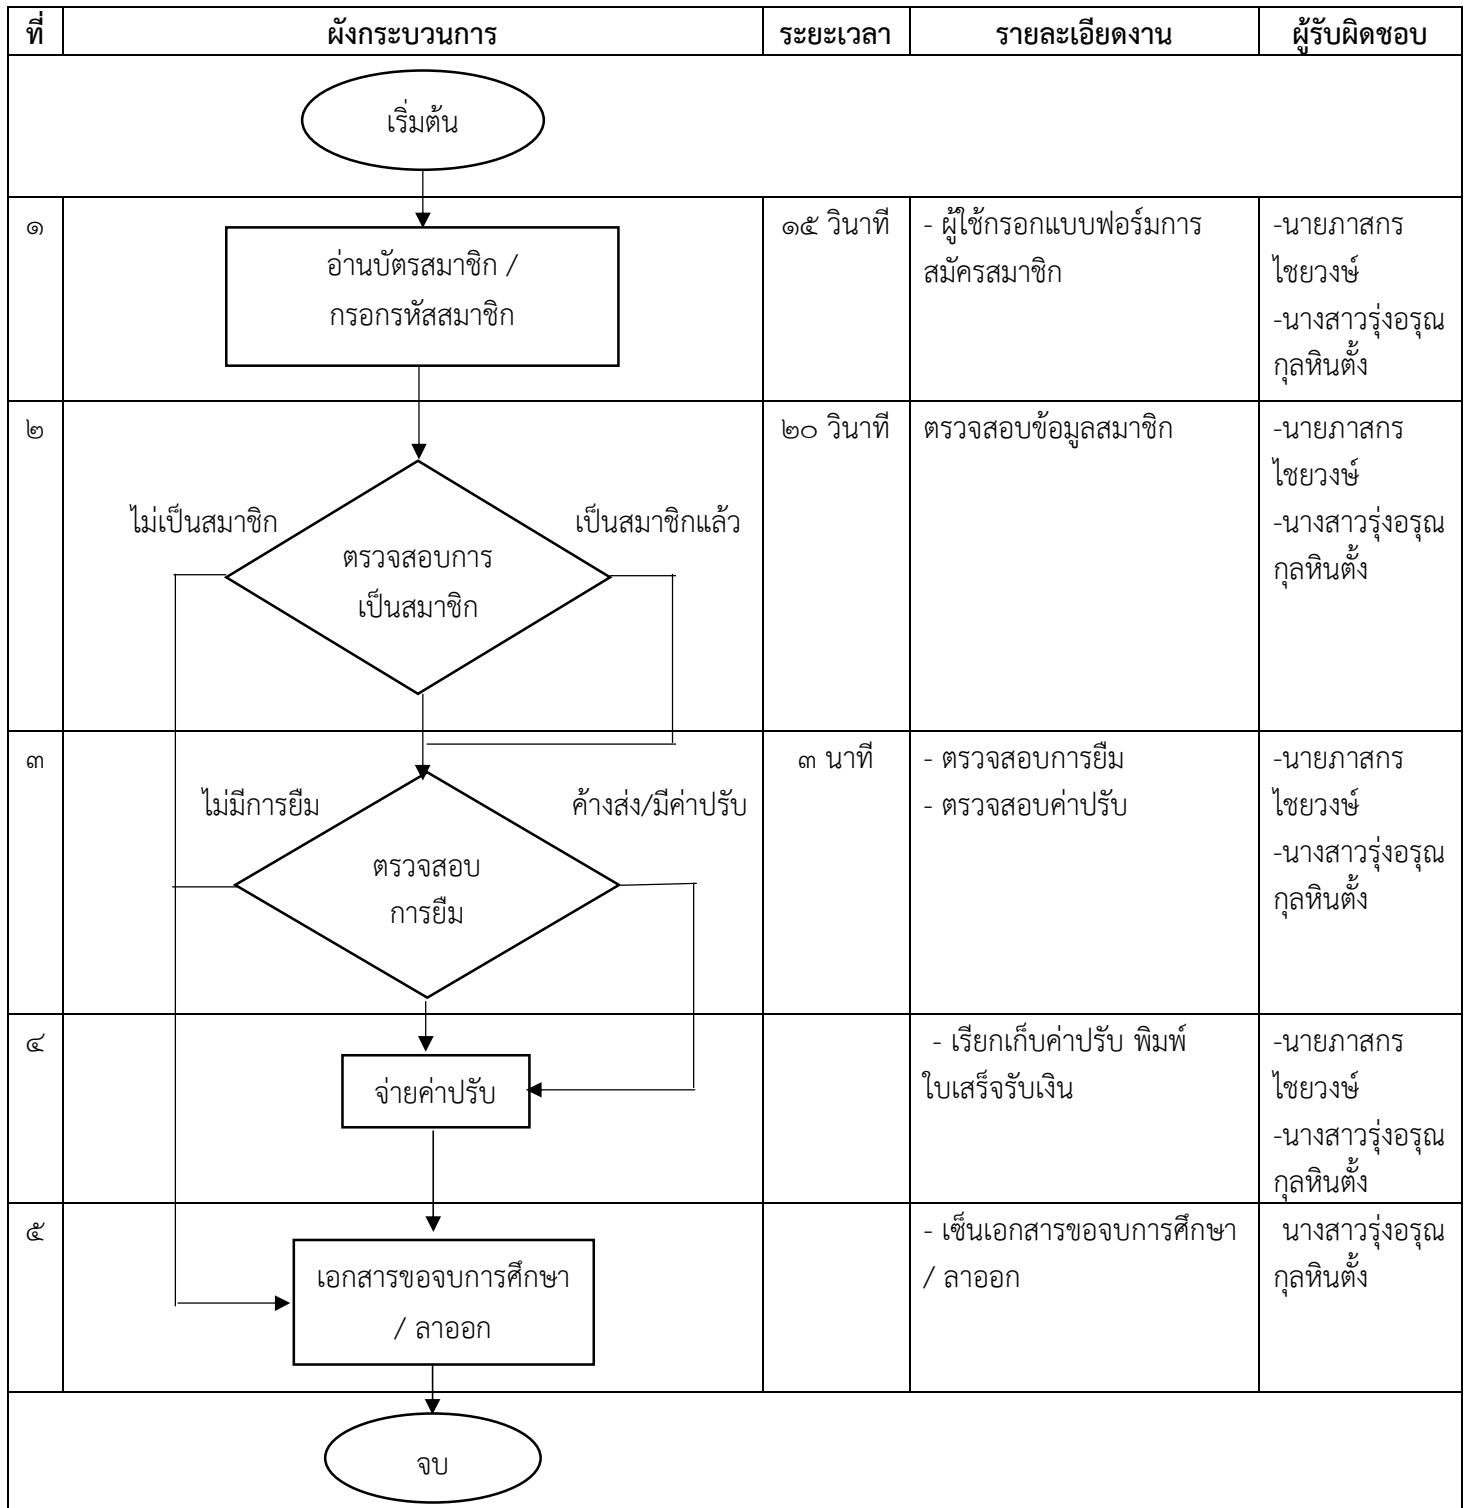 ที่ ผังกระบวนการ ระยะเวลา รายละเอียดงาน ผู้รับผิดชอบ
เริ่มต้น
๑
อ่านบัตรสมาชิก /
กรอกรหัสสมาชิก
๑๕ วินาที
- ผู้ใช้กรอกแบบฟอร์มการ
สมัครสมาชิก
-นายภาสกร
ไชยวงษ์
-นางสาวรุ่งอรุณ
กุลหินตั้ง
๒
ไม่เป็นสมาชิก
เป็นสมาชิกแล้ว
ตรวจสอบการ
เป็นสมาชิก
๒๐ วินาที
ตรวจสอบข้อมูลสมาชิก
-นายภาสกร
ไชยวงษ์
-นางสาวรุ่งอรุณ
กุลหินตั้ง
๓
ไม่มีการยืม
ค้างส่ง/มีค่าปรับ
ตรวจสอบ
การยืม
๓ นาที
- ตรวจสอบการยืม
- ตรวจสอบค่าปรับ
-นายภาสกร
ไชยวงษ์
-นางสาวรุ่งอรุณ
กุลหินตั้ง
๔
จ่ายค่าปรับ
- เรียกเก็บค่าปรับ พิมพ์
ใบเสร็จรับเงิน
-นายภาสกร
ไชยวงษ์
-นางสาวรุ่งอรุณ
กุลหินตั้ง
๕
เอกสารขอจบการศึกษา
/ ลาออก
- เซ็นเอกสารขอจบการศึกษา
/ ลาออก
นางสาวรุ่งอรุณ
กุลหินตั้ง
จบ